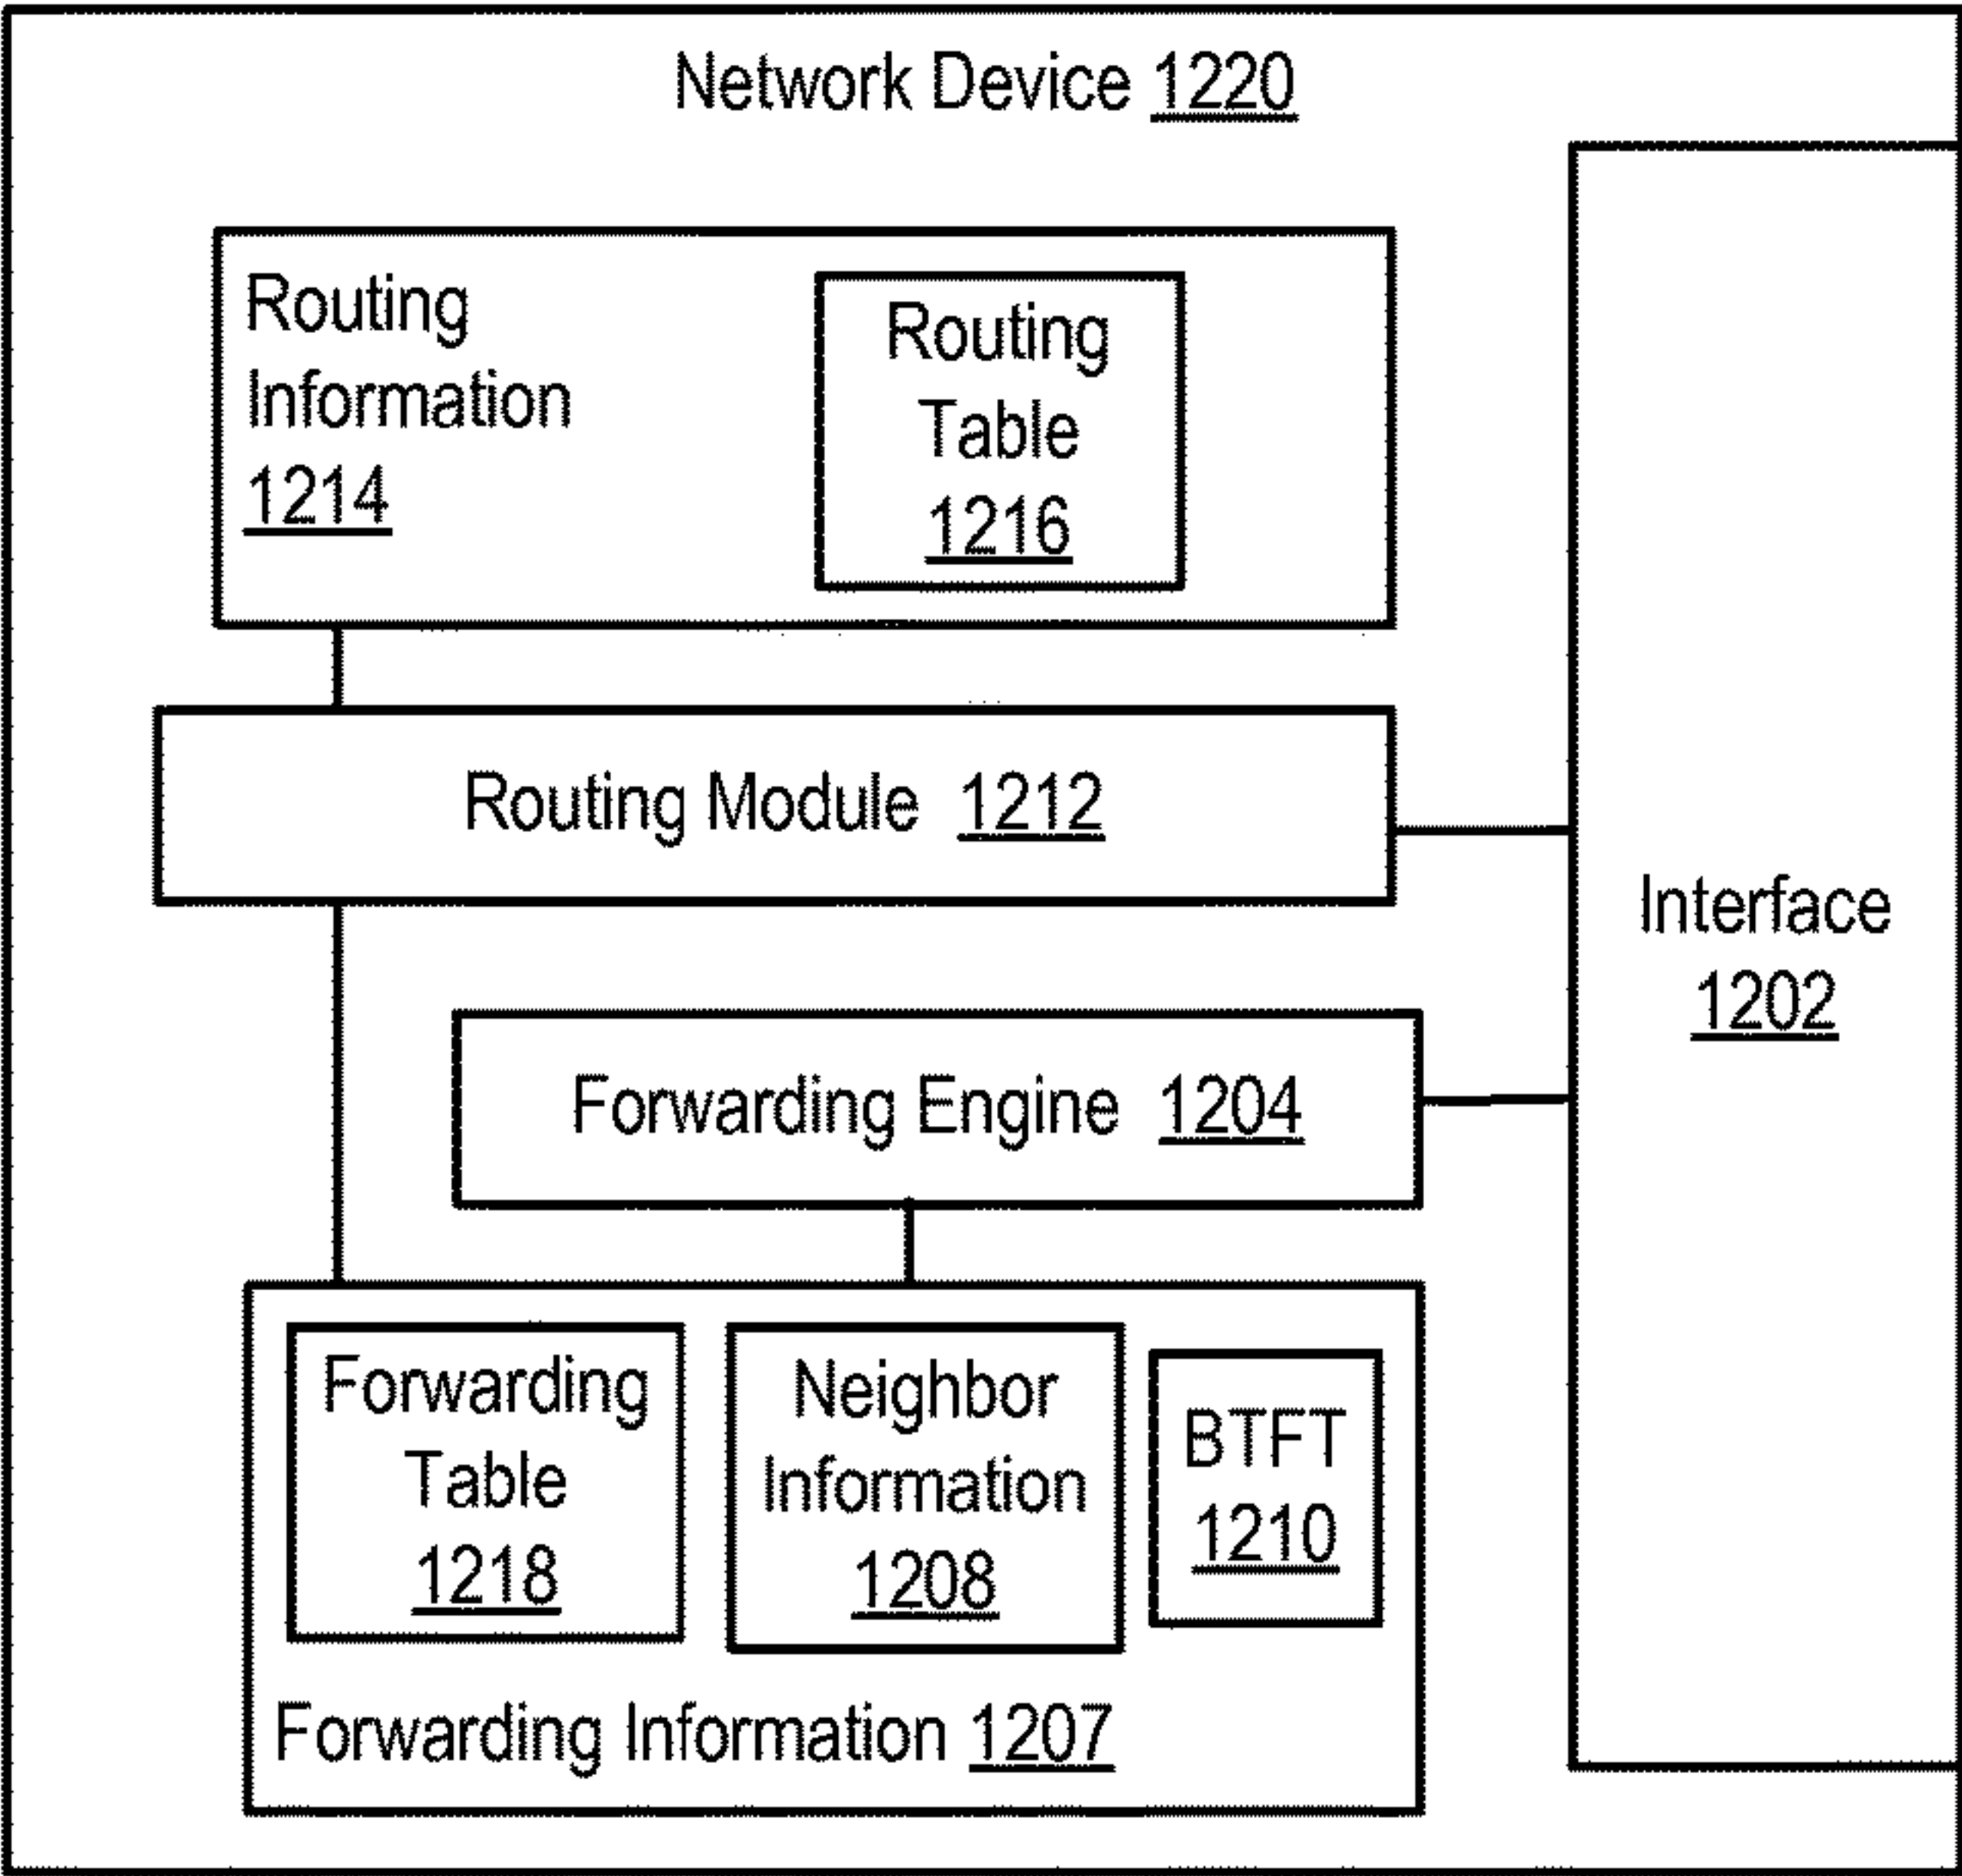 Network Device 1220
Routing
Information
1214
Routing
Table
1216
Routing Module 1212
Interface
1202
Forwarding Engine 1204
Forwarding
Table
1218
Neighbor
Information
1208
BTFT
1210
Forwarding Information 1207